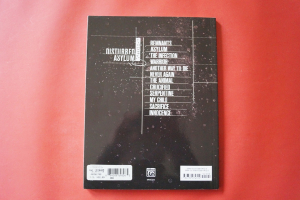 DISTURBED
ASYLUM
REMNANTS
ASYLUM
THE INFECTION
WARRIOR
ANOTHER WAY TO DIE
NEVER AGAIN
THE ANIMAL
CRUCIFIED
SERPENTINE
MY CHILD
SACRIFICE
INNOCENCE